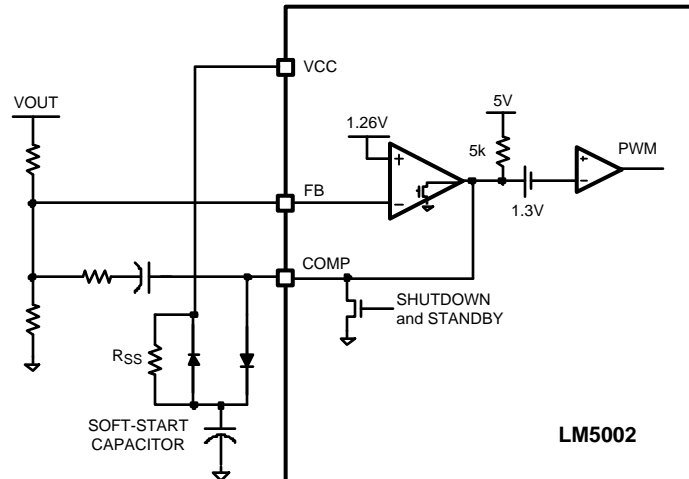 VCC
VOUT
5V
1.26V
5k
PWM
FB
+
−
+
−
1.3V
COMP
SHUTDOWN
and STANDBY
RSS
SOFT-START
CAPACITOR
LM5002